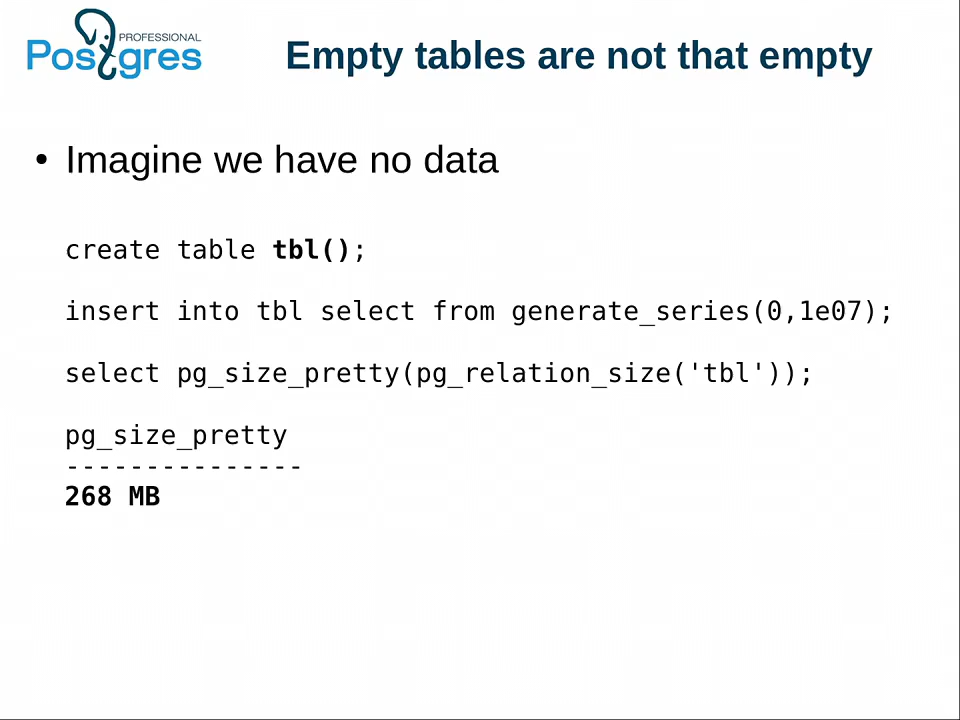 PROFESSIONAL
Postgres
Empty tables are not that empty
• Imagine we have no data
create table tbl();
insert into tbl select from generate_series(0,1e07);
select pg_size_pretty(pg_relation_size('tbl'));
pg_size_pretty
---------------
268 MB